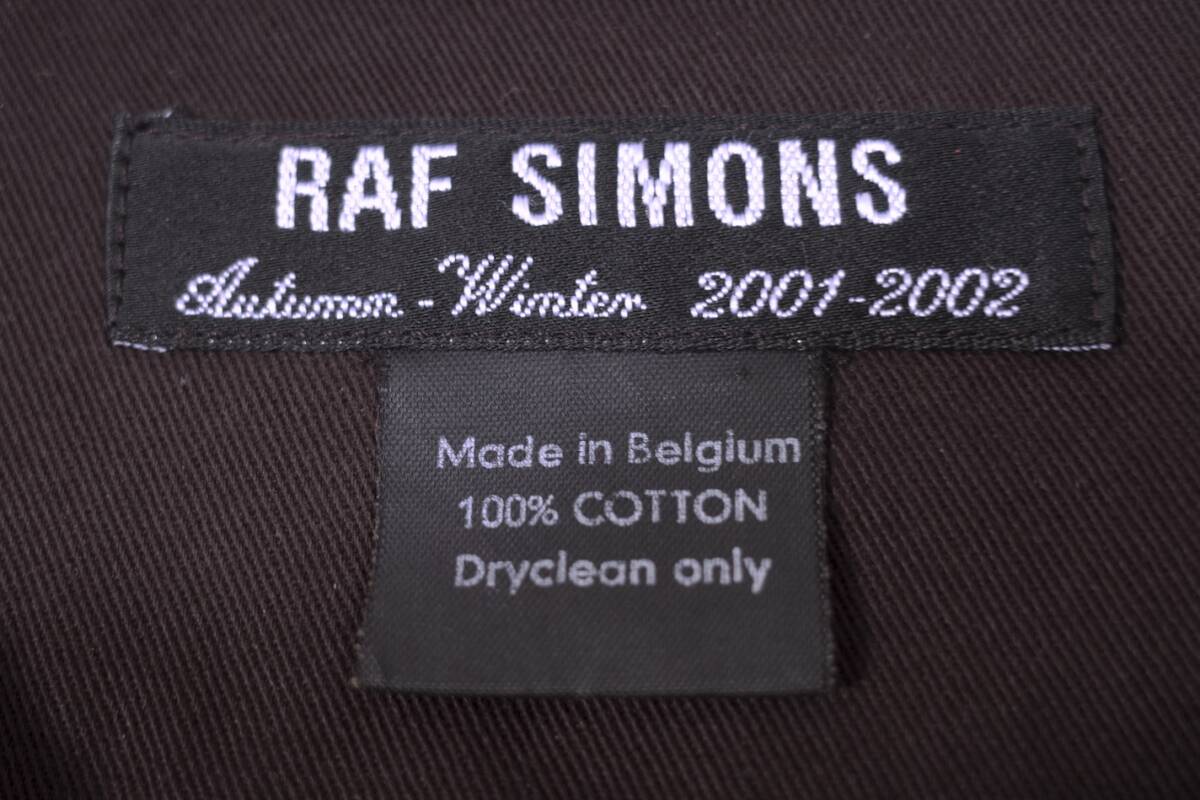 RAF SIMONS
Autumn - Winter 2001-2002
Made in Belgium
100% COTTON
Dryclean only